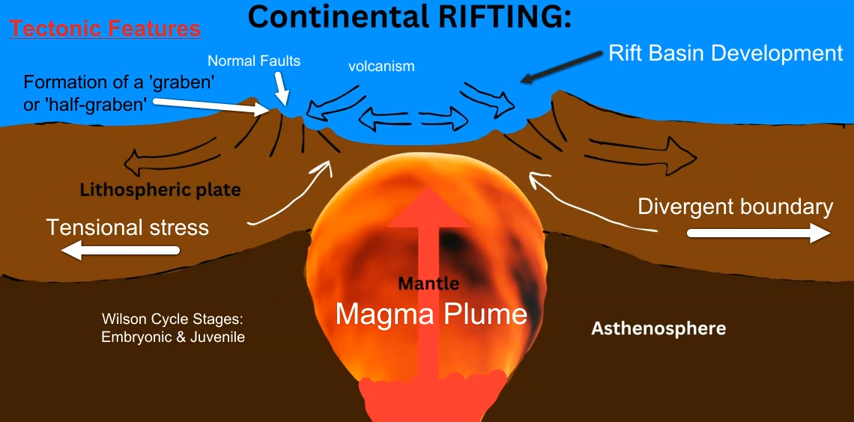 Continental RIFTING:
Tectonic Features
Rift Basin Development
Normal Faults
volcanism
Formation of a 'graben'
or 'half-graben'
Lithospheric plate
Divergent boundary
Tensional stress
Mantle
Magma Plume
Wilson Cycle Stages:
Embryonic & Juvenile
Asthenosphere